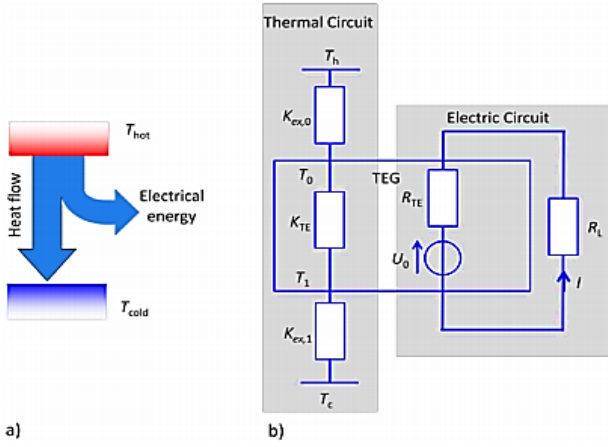 Thermal Circuit
T_h
K_ex,0
T_hot
Electric Circuit
T_0
TEG
Heat flow
R_TE
Electrical
energy
K_TE
R_L
U_0
T_1
I
T_cold
K_ex,1
T_c
a)
b)